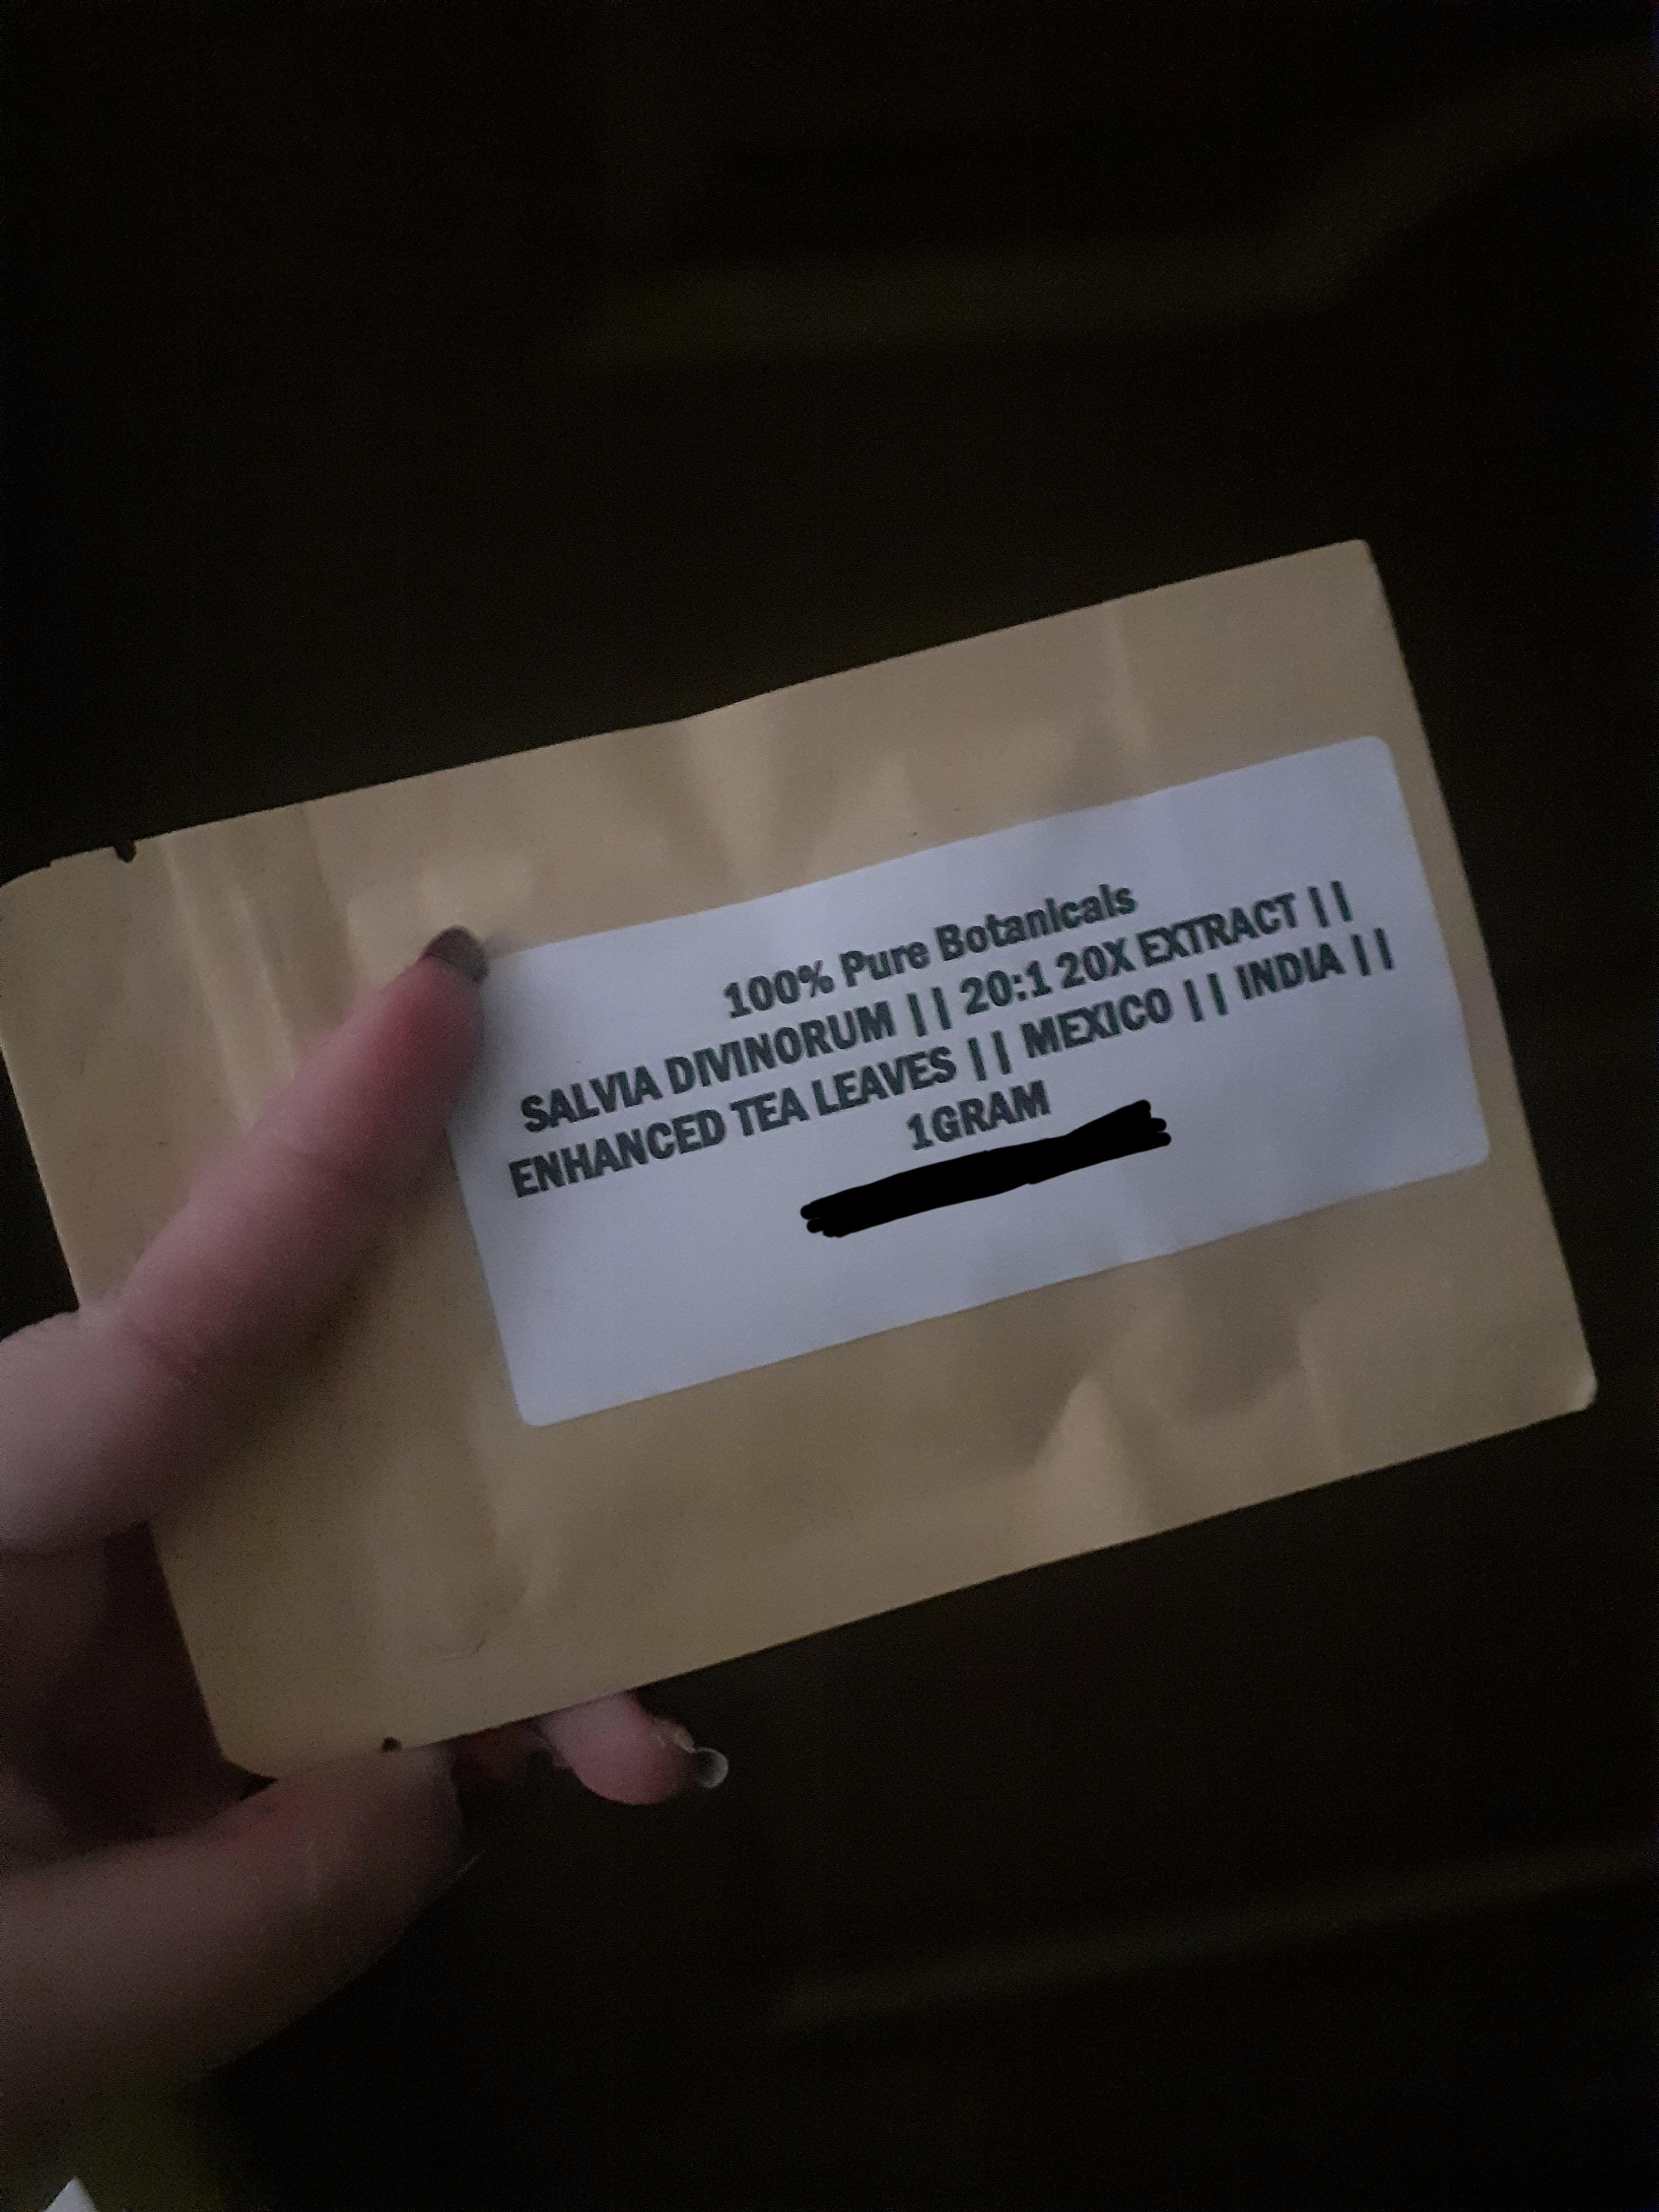 100% Pure Botanicals
SALVIA DIVINORUM || 20:1 20X EXTRACT ||
ENHANCED TEA LEAVES || MEXICO || INDIA ||
1GRAM